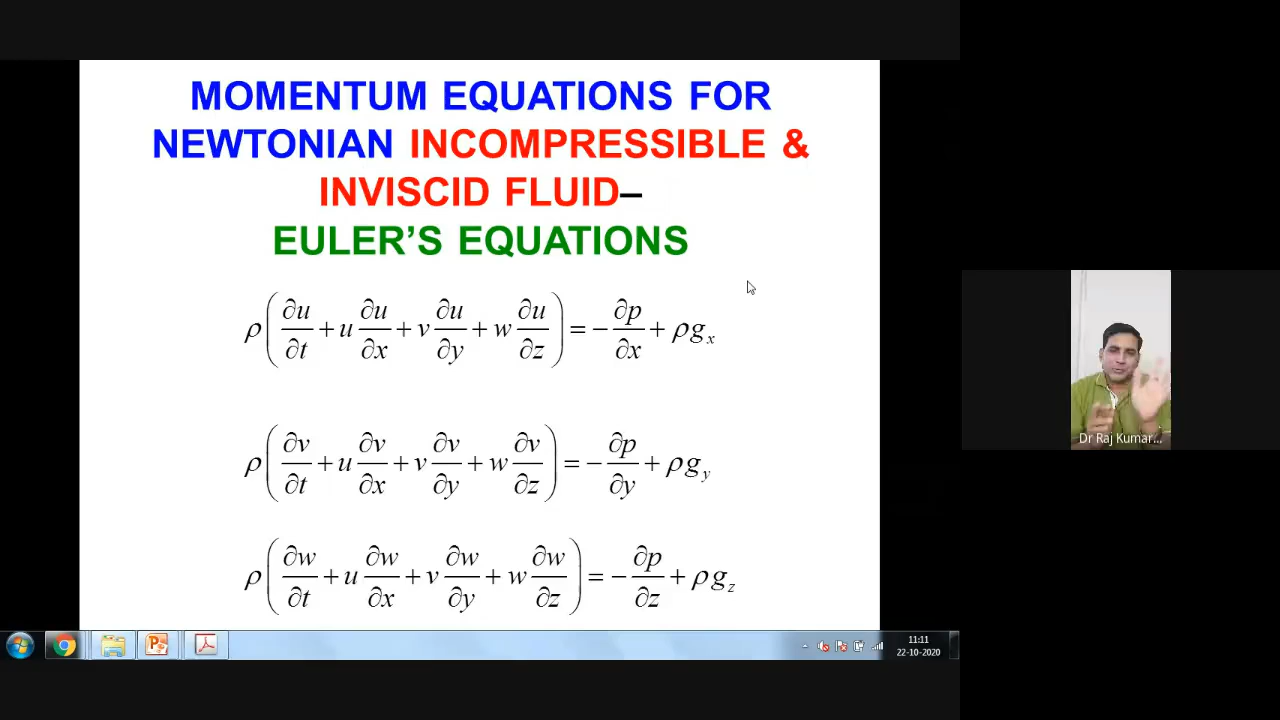 MOMENTUM EQUATIONS FOR
NEWTONIAN INCOMPRESSIBLE &
INVISCID FLUID–
EULER’S EQUATIONS
ρ(∂u/∂t + u ∂u/∂x + v ∂u/∂y + w ∂u/∂z) = − ∂p/∂x + ρg_x
ρ(∂v/∂t + u ∂v/∂x + v ∂v/∂y + w ∂v/∂z) = − ∂p/∂y + ρg_y
ρ(∂w/∂t + u ∂w/∂x + v ∂w/∂y + w ∂w/∂z) = − ∂p/∂z + ρg_z
Dr Raj Kumar...
11:11
22-10-2020